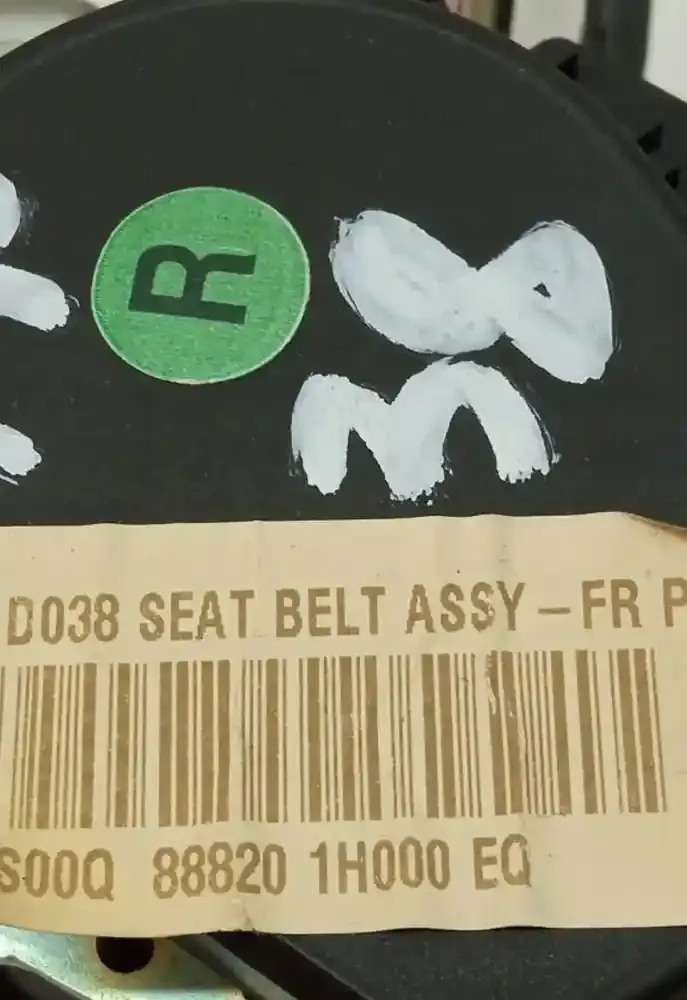 R
D038 SEAT BELT ASSY-FR P
S00Q 88820 1H000 EQ